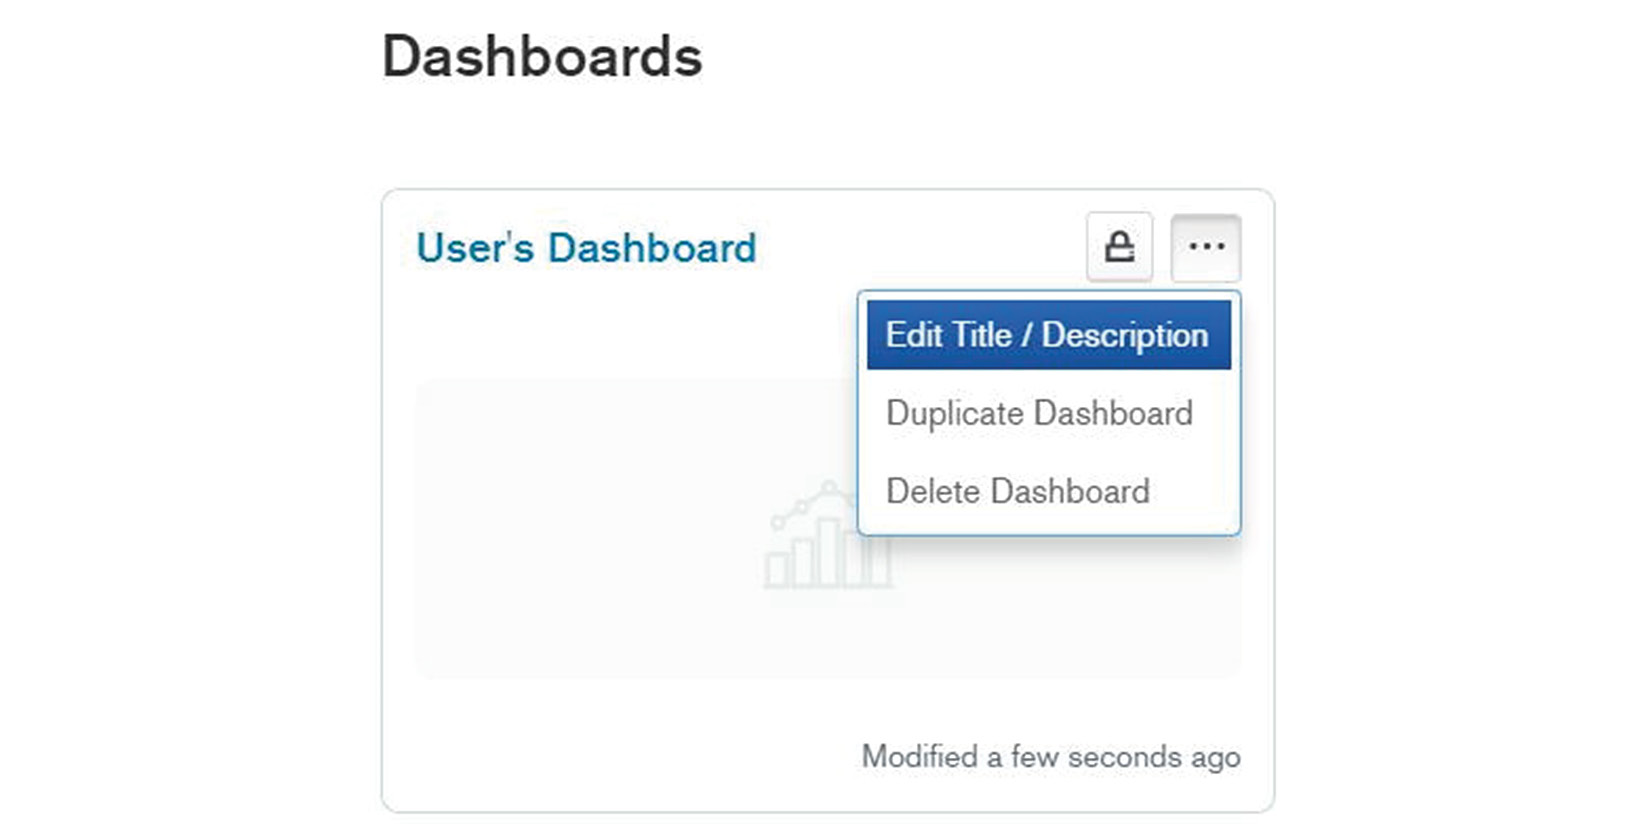 Dashboards
User's Dashboard
Edit Title / Description
Duplicate Dashboard
Delete Dashboard
Modified a few seconds ago